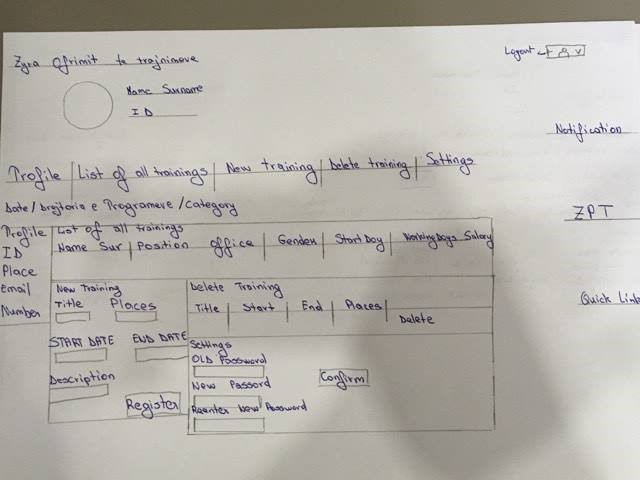 Zyra Ofrimit te trajnimeve
Logout
Name Surname
ID
Notification
Profile List of all trainings New training Delete training Settings
Date / Drejtoria e Programeve / Category
ZPT
Profile
ID
Place
Email
Number
List of all trainings
Name Sur Position office Gender Start Day Working Days Salary
New Training
Title Places
START DATE END DATE
Description
Register
Delete Training
Title Start End Places
Delete
Settings
OLD Password
New Passord
Confirm
Reenter New Password
Quick Link